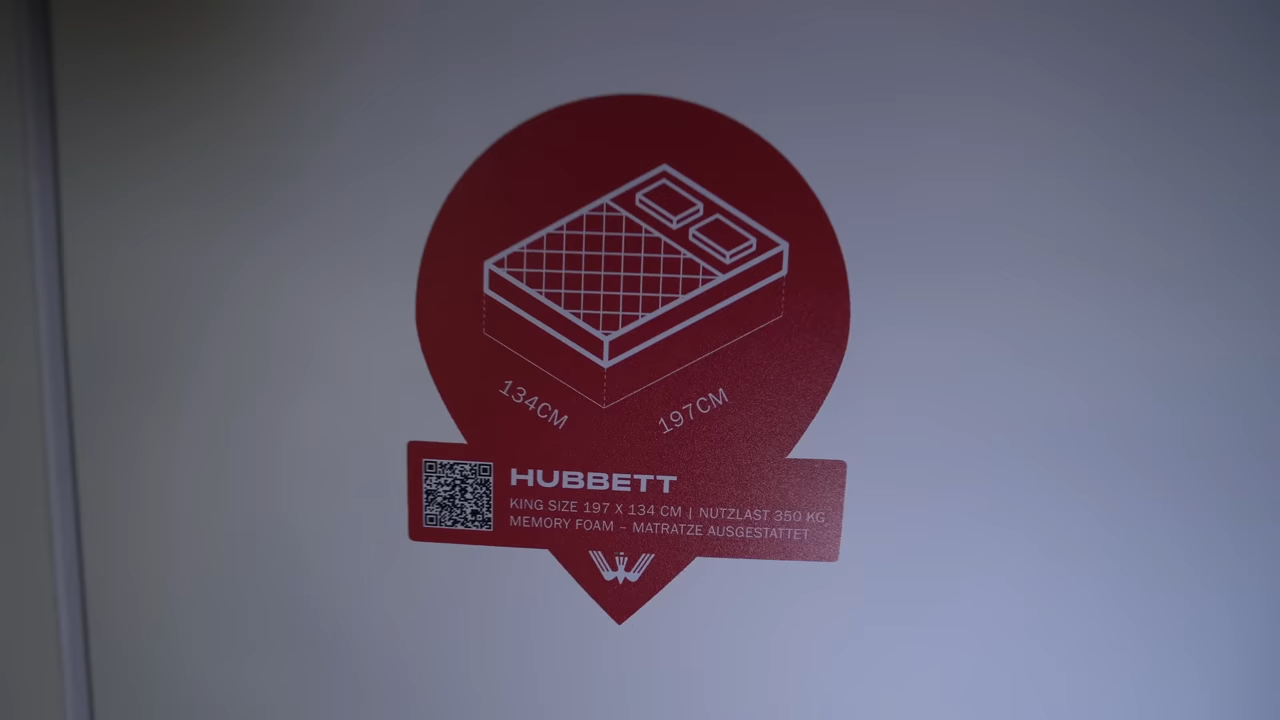 134CM
197CM
HUBBETT
KING SIZE 197 X 134 CM | NUTZLAST 350 KG
MEMORY FOAM – MATRATZE AUSGESTATTET